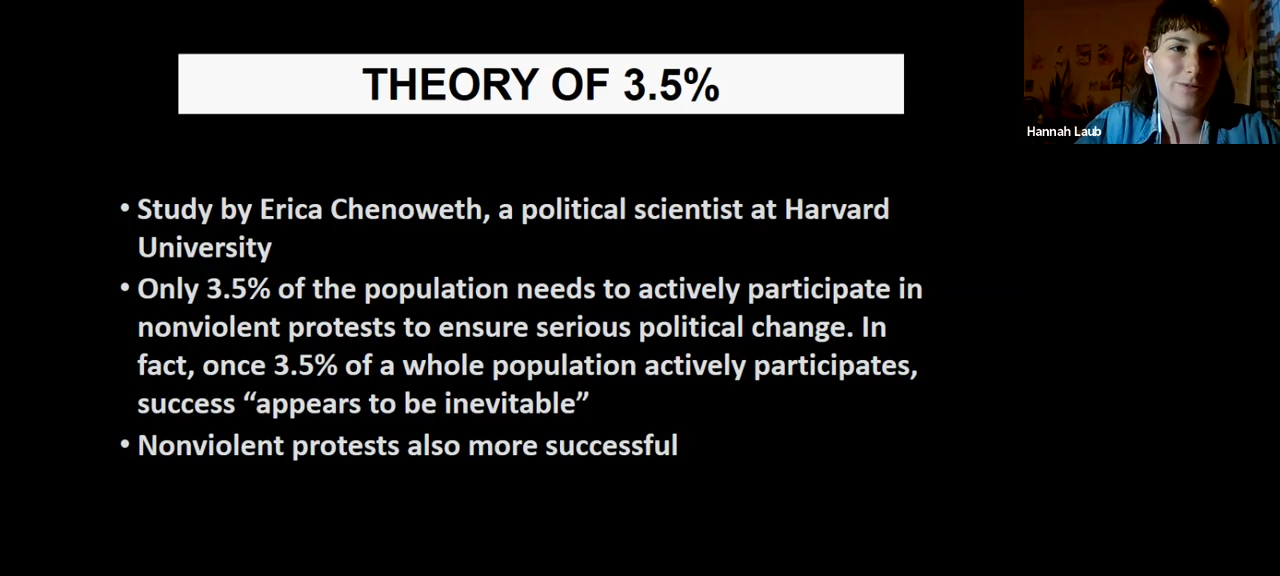 THEORY OF 3.5%
Hannah Laub
• Study by Erica Chenoweth, a political scientist at Harvard
University
• Only 3.5% of the population needs to actively participate in
nonviolent protests to ensure serious political change. In
fact, once 3.5% of a whole population actively participates,
success “appears to be inevitable”
• Nonviolent protests also more successful